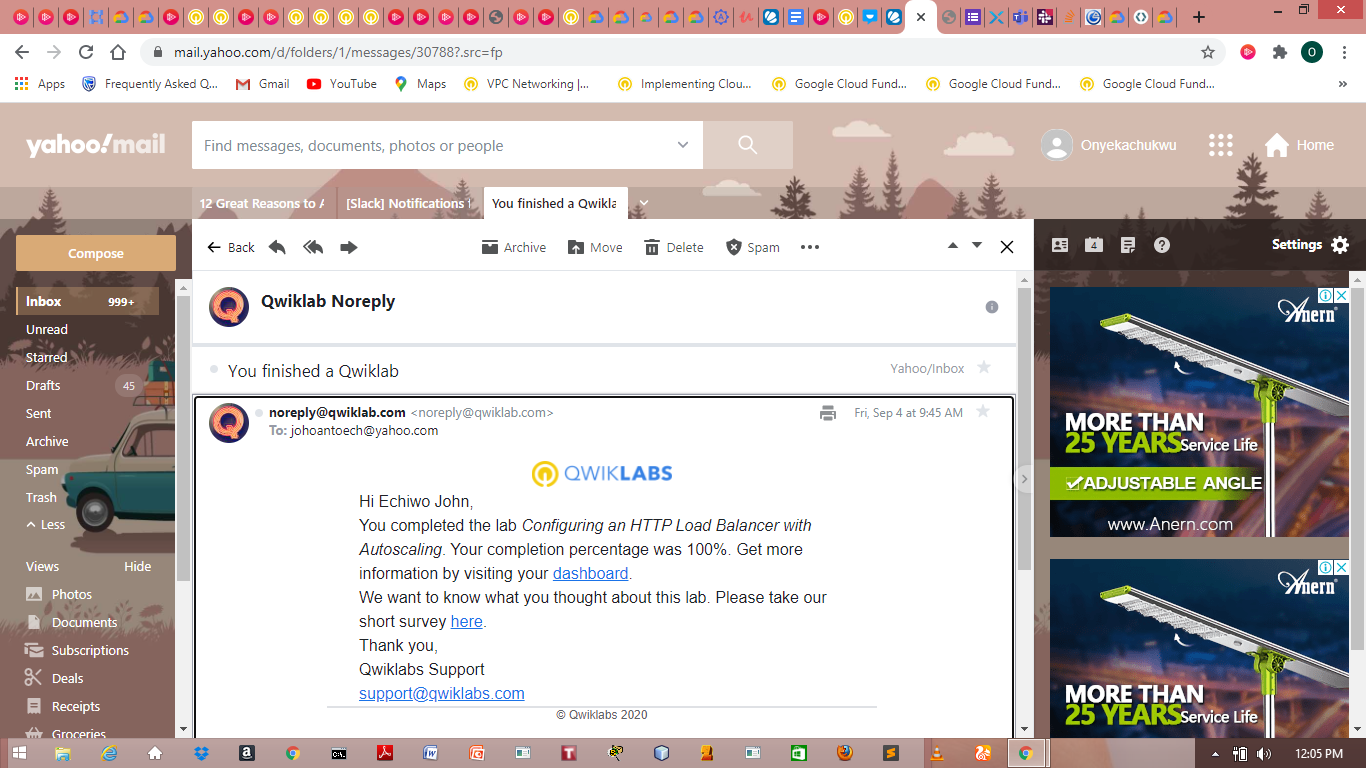 mail.yahoo.com/d/folders/1/messages/30788?.src=fp
O
Apps
Frequently Asked Q...
Gmail
YouTube
Maps
VPC Networking |...
Implementing Clou...
Google Cloud Fund...
Google Cloud Fund...
Google Cloud Fund...
»
yahoo!mail
Find messages, documents, photos or people
Onyekachukwu
Home
12 Great Reasons to A
[Slack] Notifications f
You finished a Qwikla
Compose
Back
Archive
Move
Delete
Spam
4
Settings
Inbox 999+
Unread
Starred
Drafts 45
Sent
Archive
Spam
Trash
Less
Views Hide
Photos
Documents
Subscriptions
Deals
Receipts
Groceries
Qwiklab Noreply
You finished a Qwiklab
Yahoo/Inbox
noreply@qwiklab.com <noreply@qwiklab.com>
Fri, Sep 4 at 9:45 AM
To: johoantoech@yahoo.com
QWIKLABS
Hi Echiwo John,
You completed the lab Configuring an HTTP Load Balancer with
Autoscaling. Your completion percentage was 100%. Get more
information by visiting your dashboard.
We want to know what you thought about this lab. Please take our
short survey here.
Thank you,
Qwiklabs Support
support@qwiklabs.com
© Qwiklabs 2020
Anern®
MORE THAN
25 YEARS Service Life
ADJUSTABLE ANGLE
www.Anern.com
Anern®
MORE THAN
25 YEARS Service Life
12:05 PM